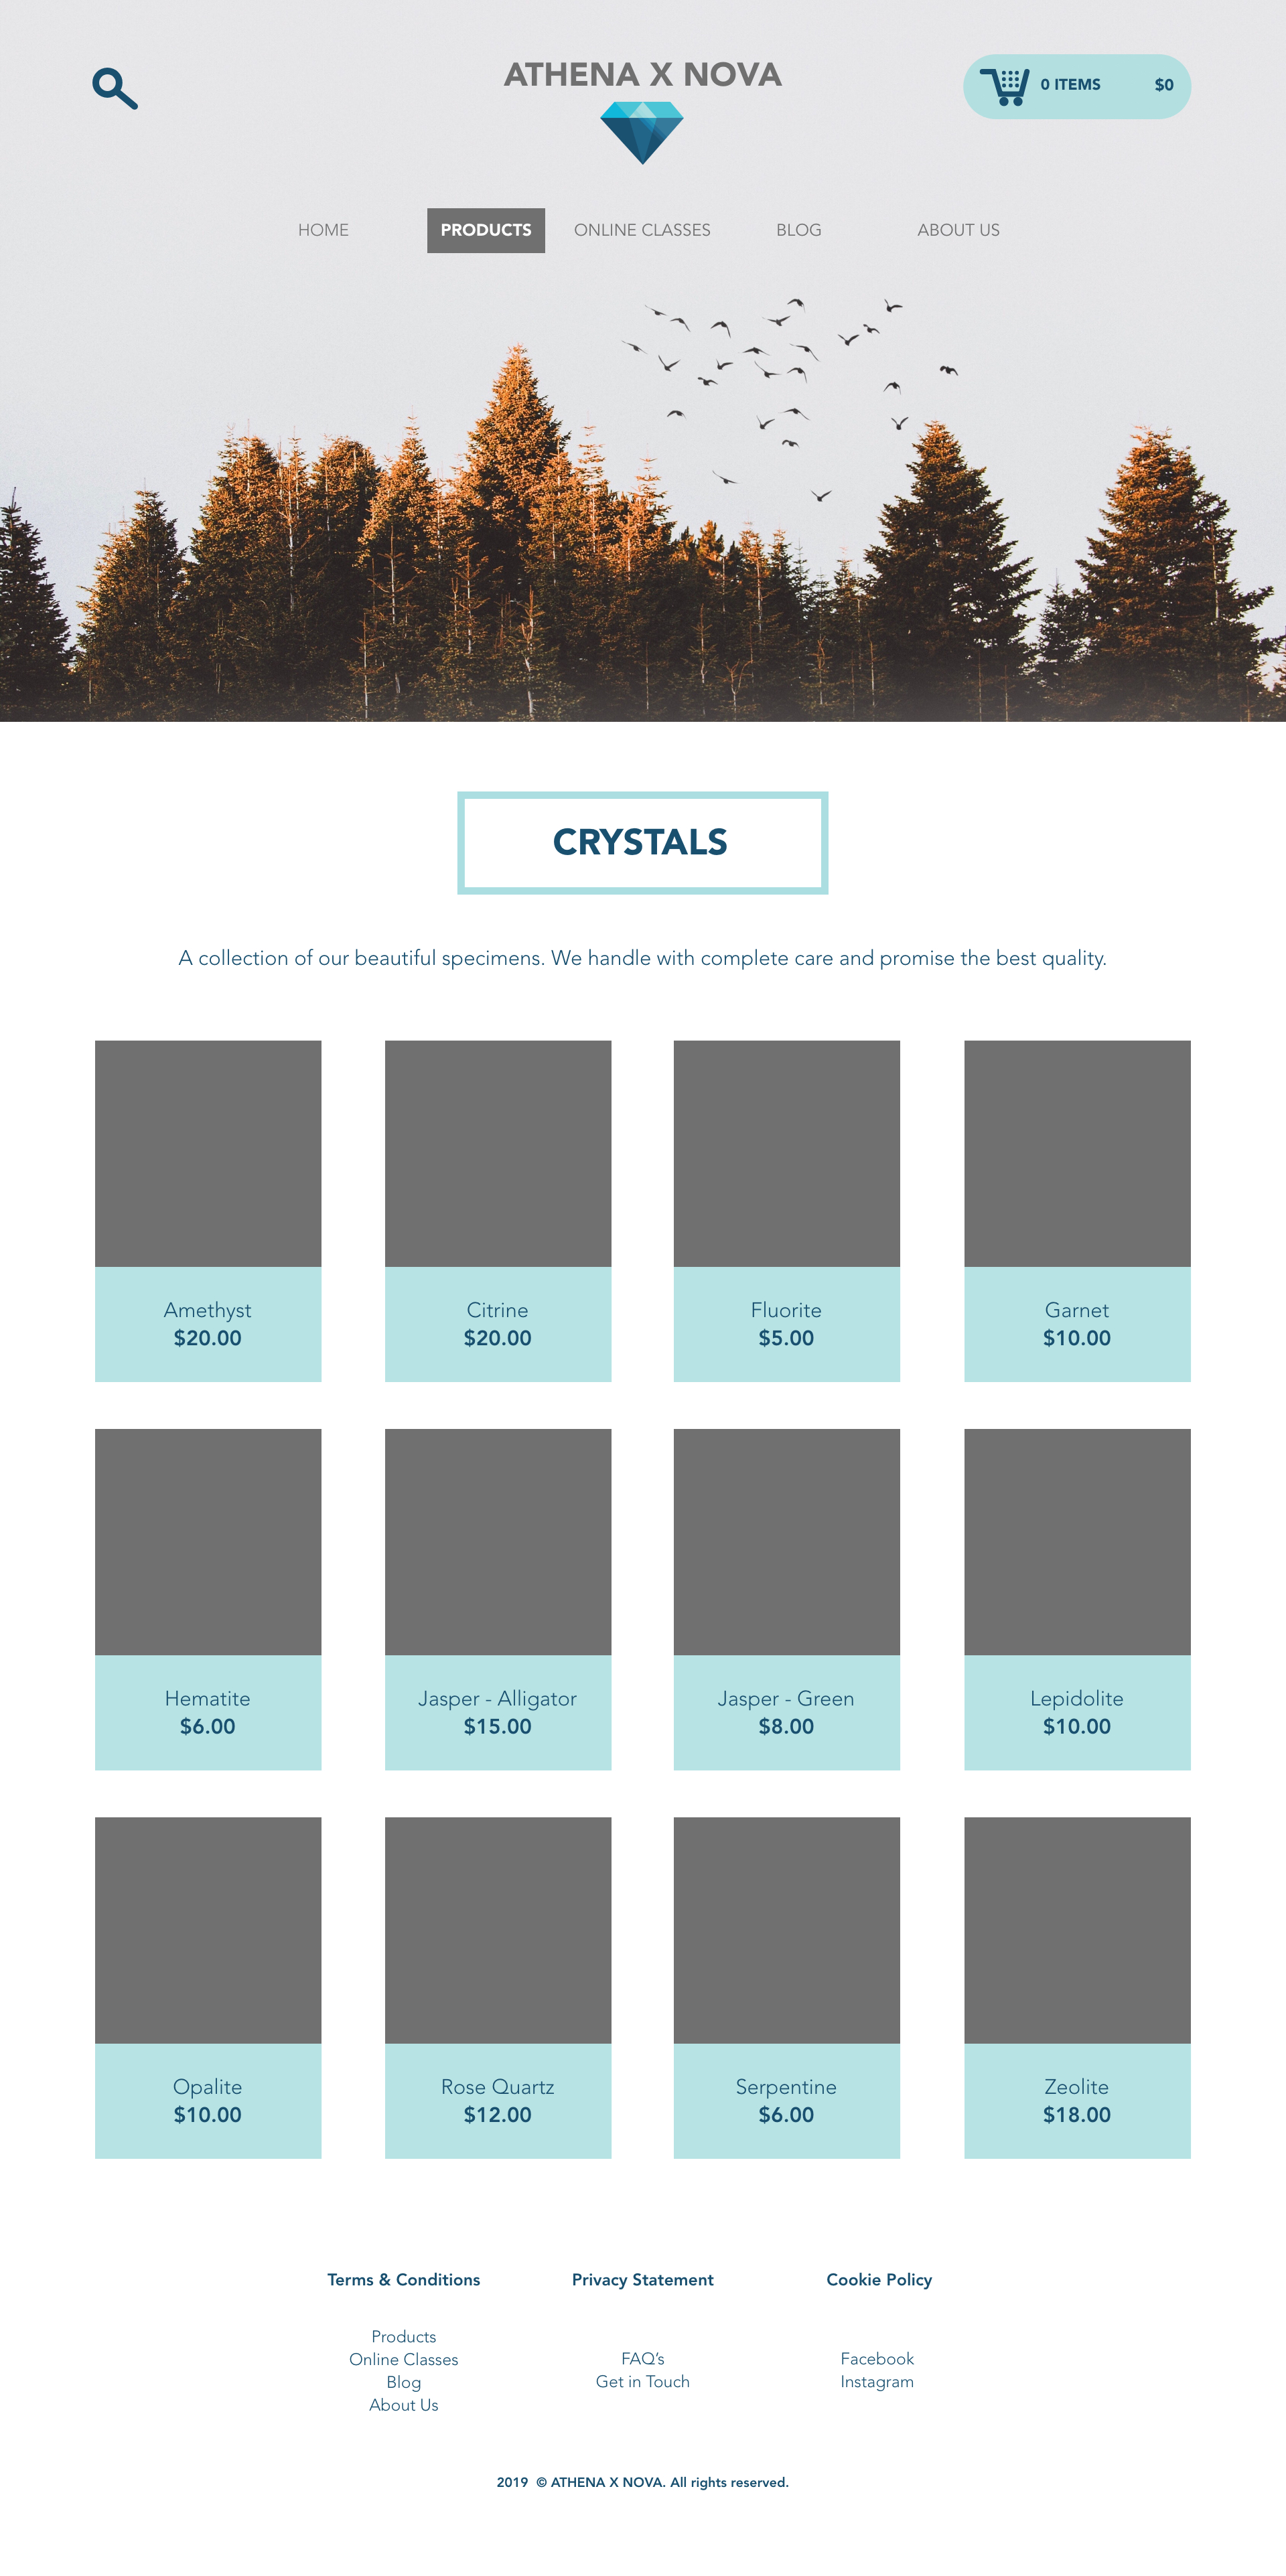 ATHENA X NOVA
0 ITEMS $0
HOME PRODUCTS ONLINE CLASSES BLOG ABOUT US
CRYSTALS
A collection of our beautiful specimens. We handle with complete care and promise the best quality.
Amethyst Citrine Fluorite Garnet
$20.00 $20.00 $5.00 $10.00
Hematite Jasper - Alligator Jasper - Green Lepidolite
$6.00 $15.00 $8.00 $10.00
Opalite Rose Quartz Serpentine Zeolite
$10.00 $12.00 $6.00 $18.00
Terms & Conditions Privacy Statement Cookie Policy
Products
Online Classes FAQ’s Facebook
Blog Get in Touch Instagram
About Us
2019 © ATHENA X NOVA. All rights reserved.